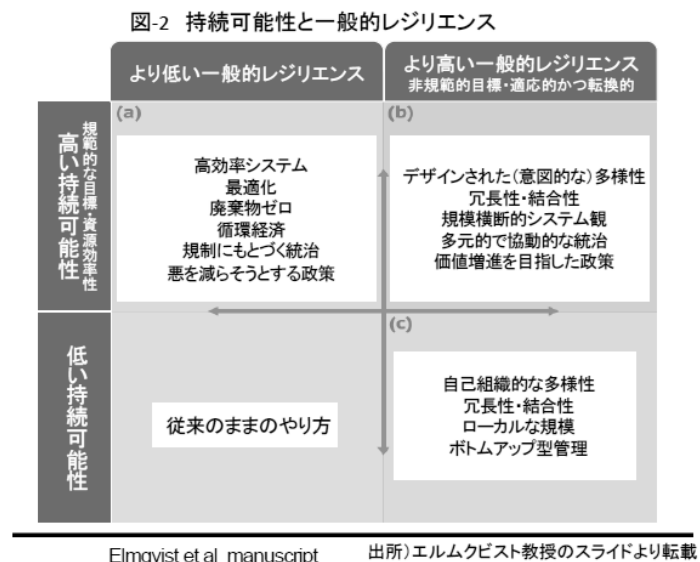 図-2 持続可能性と一般的レジリエンス
より低い一般的レジリエンス
より高い一般的レジリエンス
非規範的目標・適応的かつ転換的
規範的な目標・資源効率性
高い持続可能性
(a)
高効率システム
最適化
廃棄物ゼロ
循環経済
規制にもとづく統治
悪を減らそうとする政策
(b)
デザインされた(意図的な)多様性
冗長性・結合性
規模横断的システム観
多元的で協動的な統治
価値増進を目指した政策
低い持続可能性
従来のままのやり方
(c)
自己組織的な多様性
冗長性・結合性
ローカルな規模
ボトムアップ型管理
Elmqvist et al manuscript
出所)エルムクビスト教授のスライドより転載